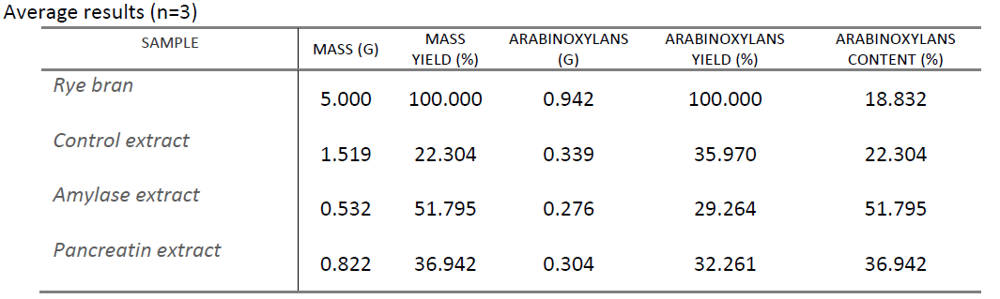 Average results (n=3)
SAMPLE MASS (G) MASS YIELD (%) ARABINOXYLANS (G) ARABINOXYLANS YIELD (%) ARABINOXYLANS CONTENT (%)
Rye bran 5.000 100.000 0.942 100.000 18.832
Control extract 1.519 22.304 0.339 35.970 22.304
Amylase extract 0.532 51.795 0.276 29.264 51.795
Pancreatin extract 0.822 36.942 0.304 32.261 36.942